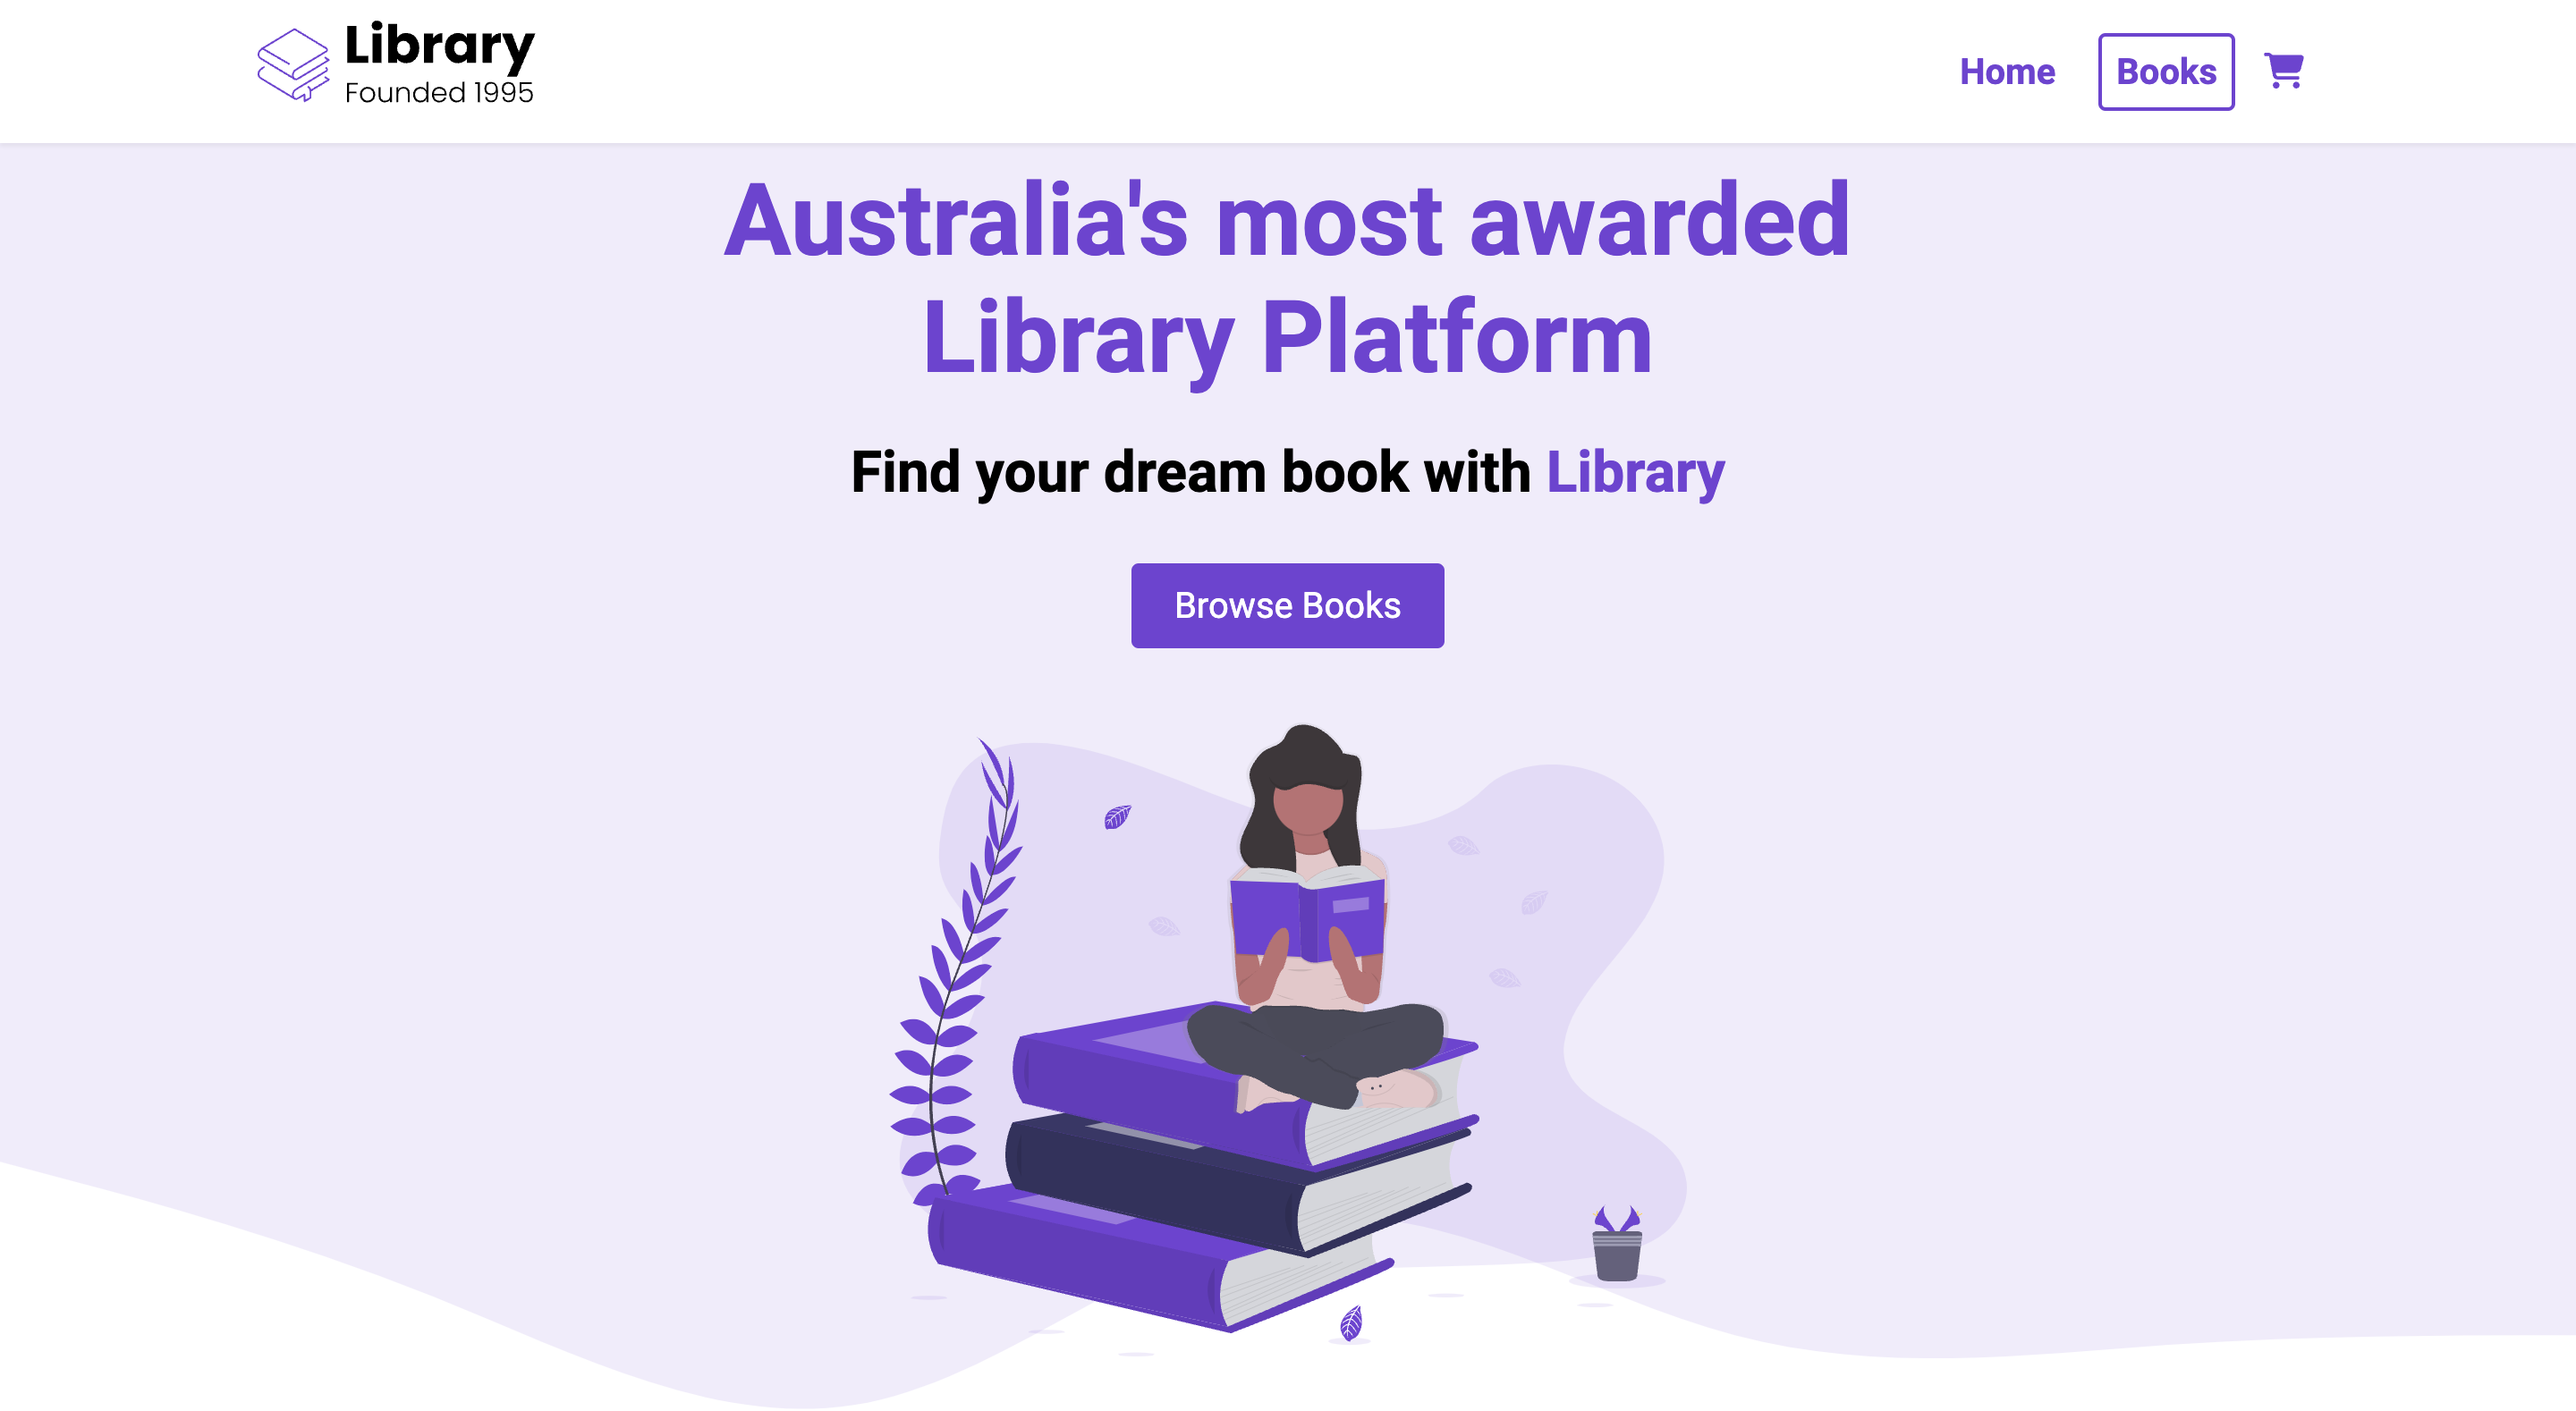 Library
Founded 1995
Home Books
Australia's most awarded
Library Platform
Find your dream book with Library
Browse Books